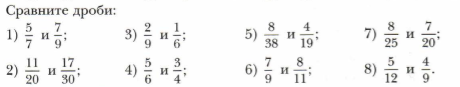 Сравните дроби:
1) 5/7 и 7/9; 3) 2/9 и 1/6; 5) 8/38 и 4/19; 7) 8/25 и 7/20;
2) 11/20 и 17/30; 4) 5/6 и 3/4; 6) 7/9 и 8/11; 8) 5/12 и 4/9.